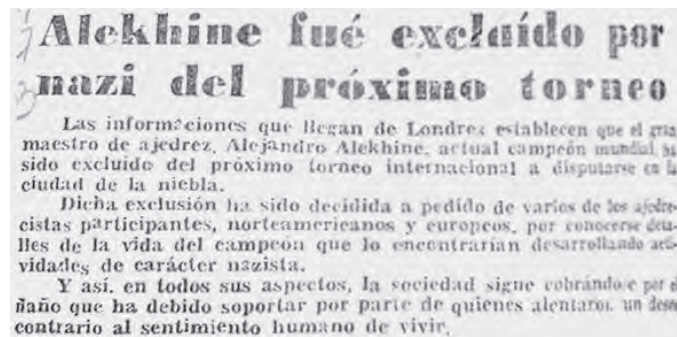 Alekhine fué excluído por
nazi del próximo torneo
Las informaciones que llegan de Londres establecen que el gran
maestro de ajedrez, Alejandro Alekhine, actual campeón mundial, ha
sido excluído del próximo torneo internacional a disputarse en la
ciudad de la niebla.
Dicha exclusión ha sido decidida a pedido de varios de los ajedre-
cistas participantes, norteamericanos y europeos, por conocerse deta-
lles de la vida del campeón que lo encontrarían desarrollando acti-
vidades de carácter nazista.
Y así, en todos sus aspectos, la sociedad sigue cobrándose por el
daño que ha debido soportar por parte de quienes alentaron un deseo
contrario al sentimiento humano de vivir.